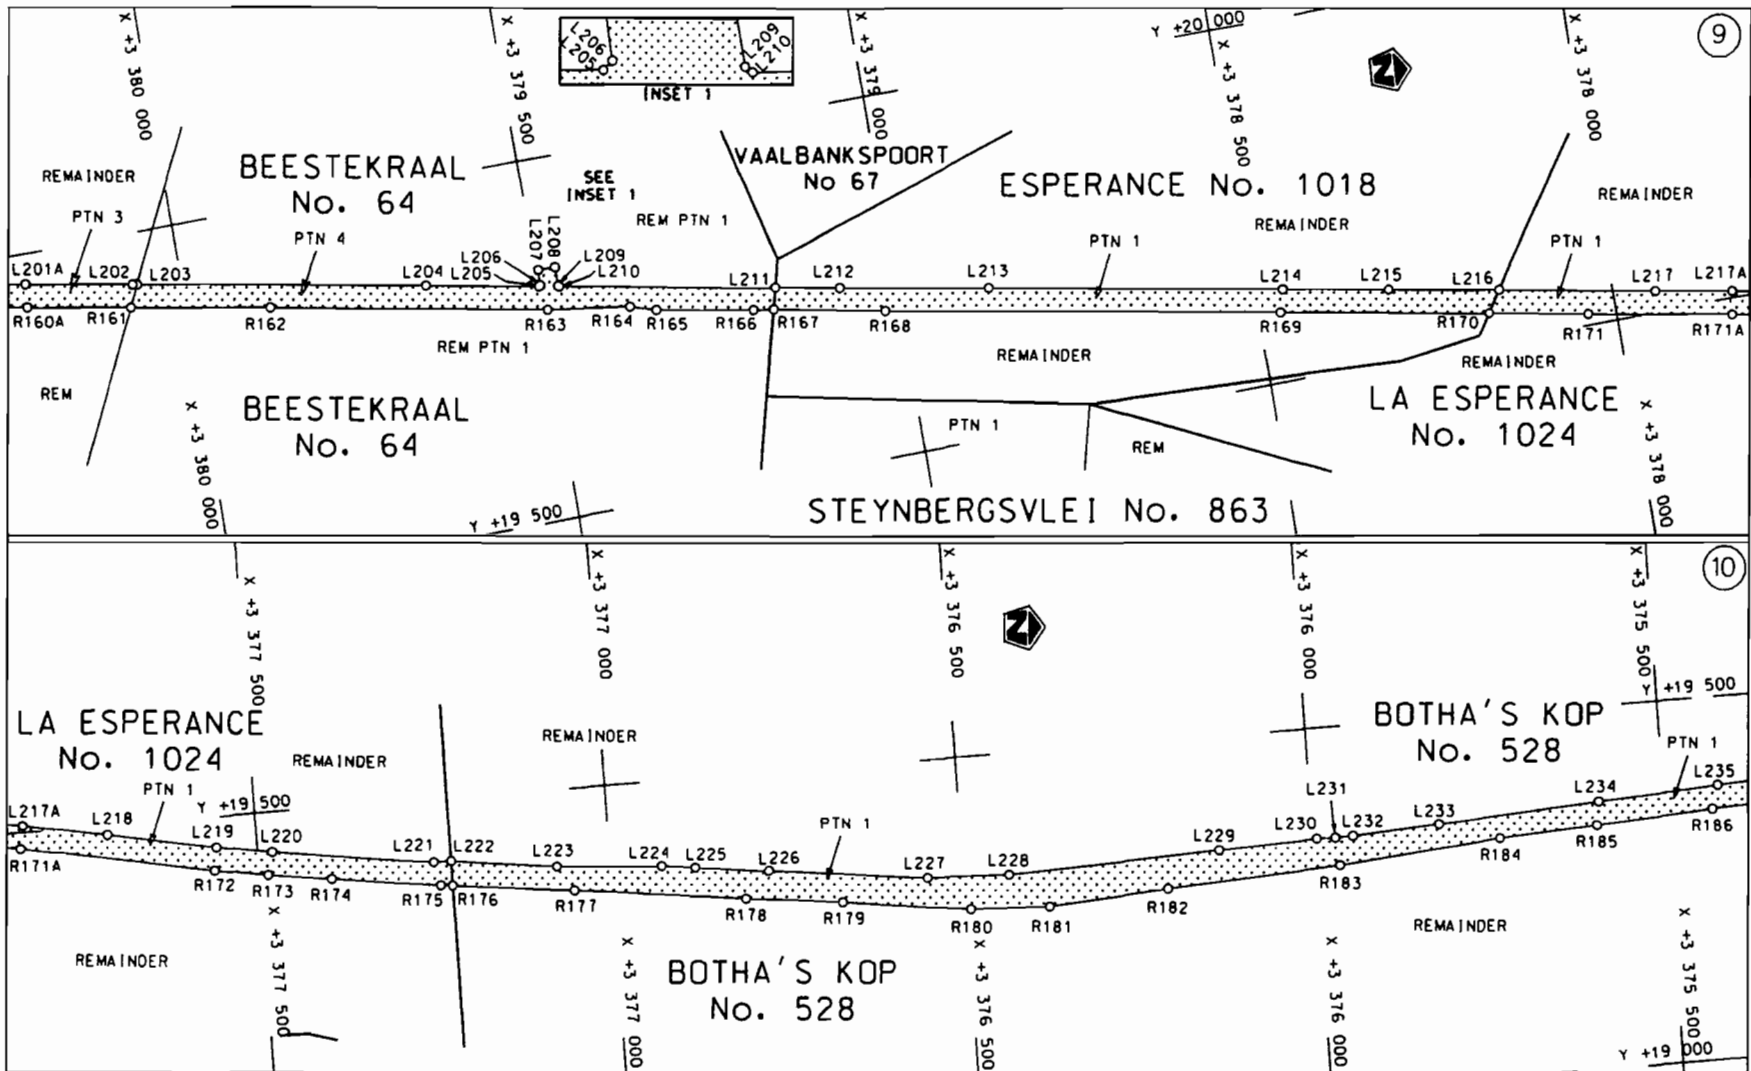 X +3 380 000
X +3 379 500
L206
L205
L209
L210
INSET 1
X +3 379 000
Y +20 000
X +3 378 500
N
X +3 378 000
9
REMAINDER
PTN 3
BEESTEKRAAL
No. 64
PTN 4
SEE
INSET 1
REM PTN 1
VAALBANKSPOORT
No 67
ESPERANCE No. 1018
REMAINDER
PTN 1
REMAINDER
PTN 1
L201A
L202
L203
L204
L205
L206
L207
L208
L209
L210
L211
L212
L213
L214
L215
L216
L217
L217A
R160A
R161
R162
R163
R164
R165
R166
R167
R168
R169
R170
R171
R171A
REM PTN 1
REMAINDER
REMAINDER
REM
BEESTEKRAAL
No. 64
PTN 1
REM
LA ESPERANCE
No. 1024
X +3 380 000
Y +19 500
STEYNBERGSVLEI No. 863
X +3 378 000
10
X +3 377 500
X +3 377 000
X +3 376 500
X +3 376 000
X +3 375 500
N
Y +19 500
LA ESPERANCE
No. 1024
REMAINDER
REMAINDER
BOTHA'S KOP
No. 528
PTN 1
PTN 1
Y +19 500
PTN 1
L217A
L218
L219
L220
L221
L222
L223
L224
L225
L226
L227
L228
L229
L230
L231
L232
L233
L234
L235
R171A
R172
R173
R174
R175
R176
R177
R178
R179
R180
R181
R182
R183
R184
R185
R186
REMAINDER
REMAINDER
BOTHA'S KOP
No. 528
X +3 377 500
X +3 377 000
X +3 376 500
X +3 376 000
X +3 375 500
Y +19 000